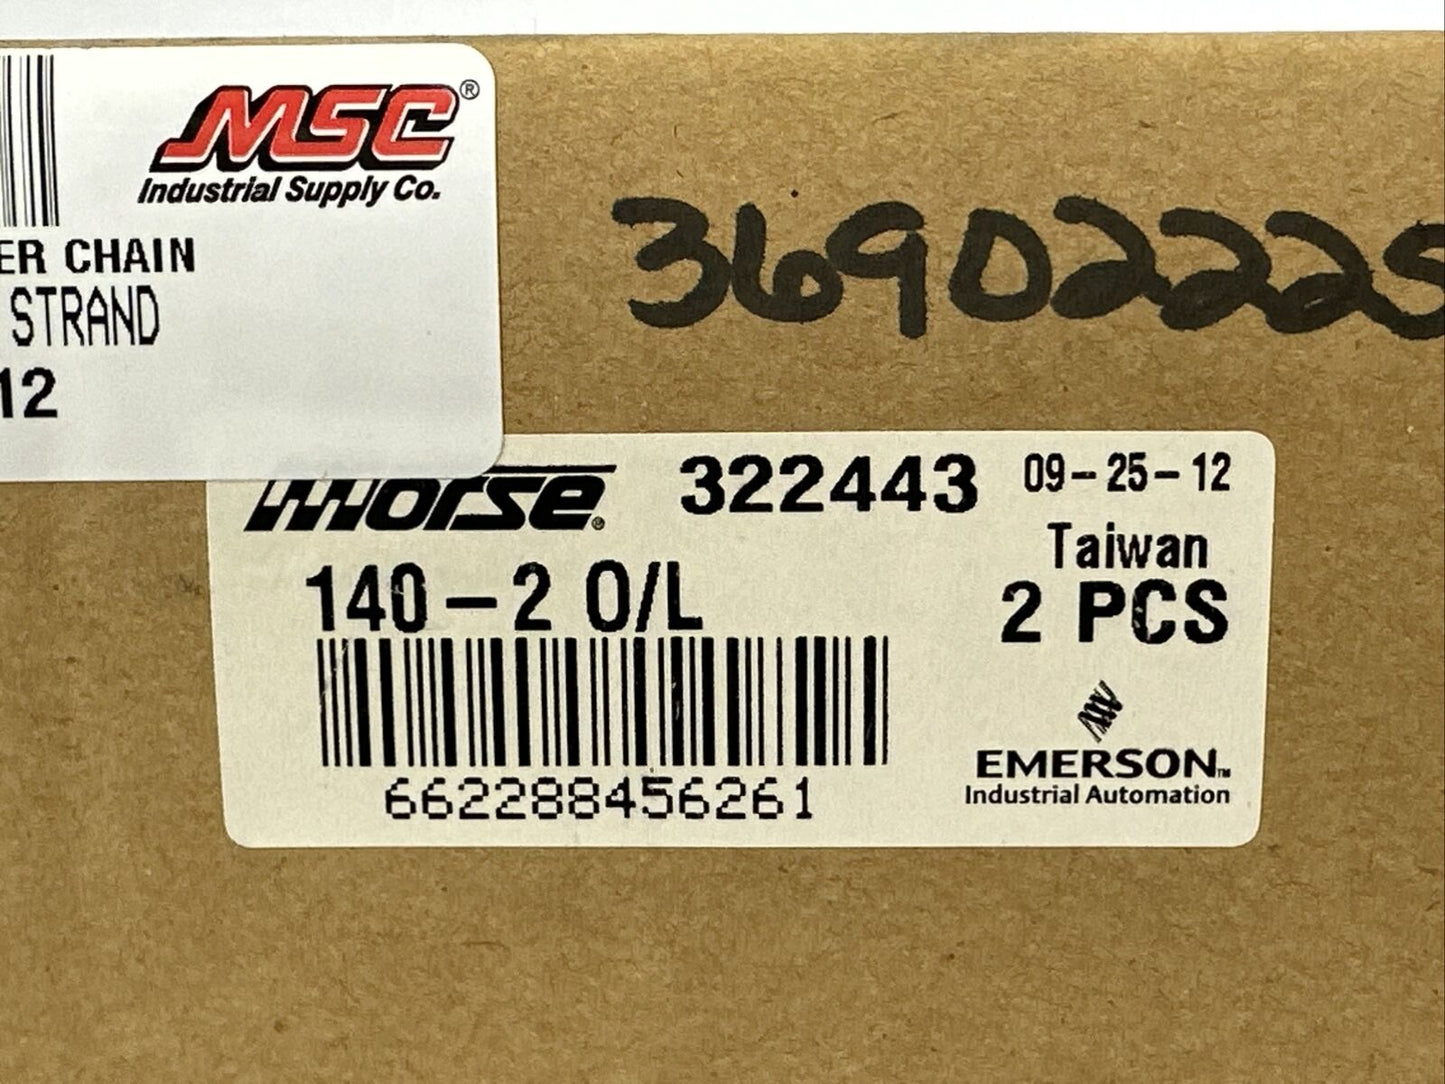 MSC®
Industrial Supply Co.
ER CHAIN
STRAND
12
3690222
Morse® 322443 09-25-12
Taiwan
140-2 O/L 2 PCS
662288456261
EMERSON™
Industrial Automation